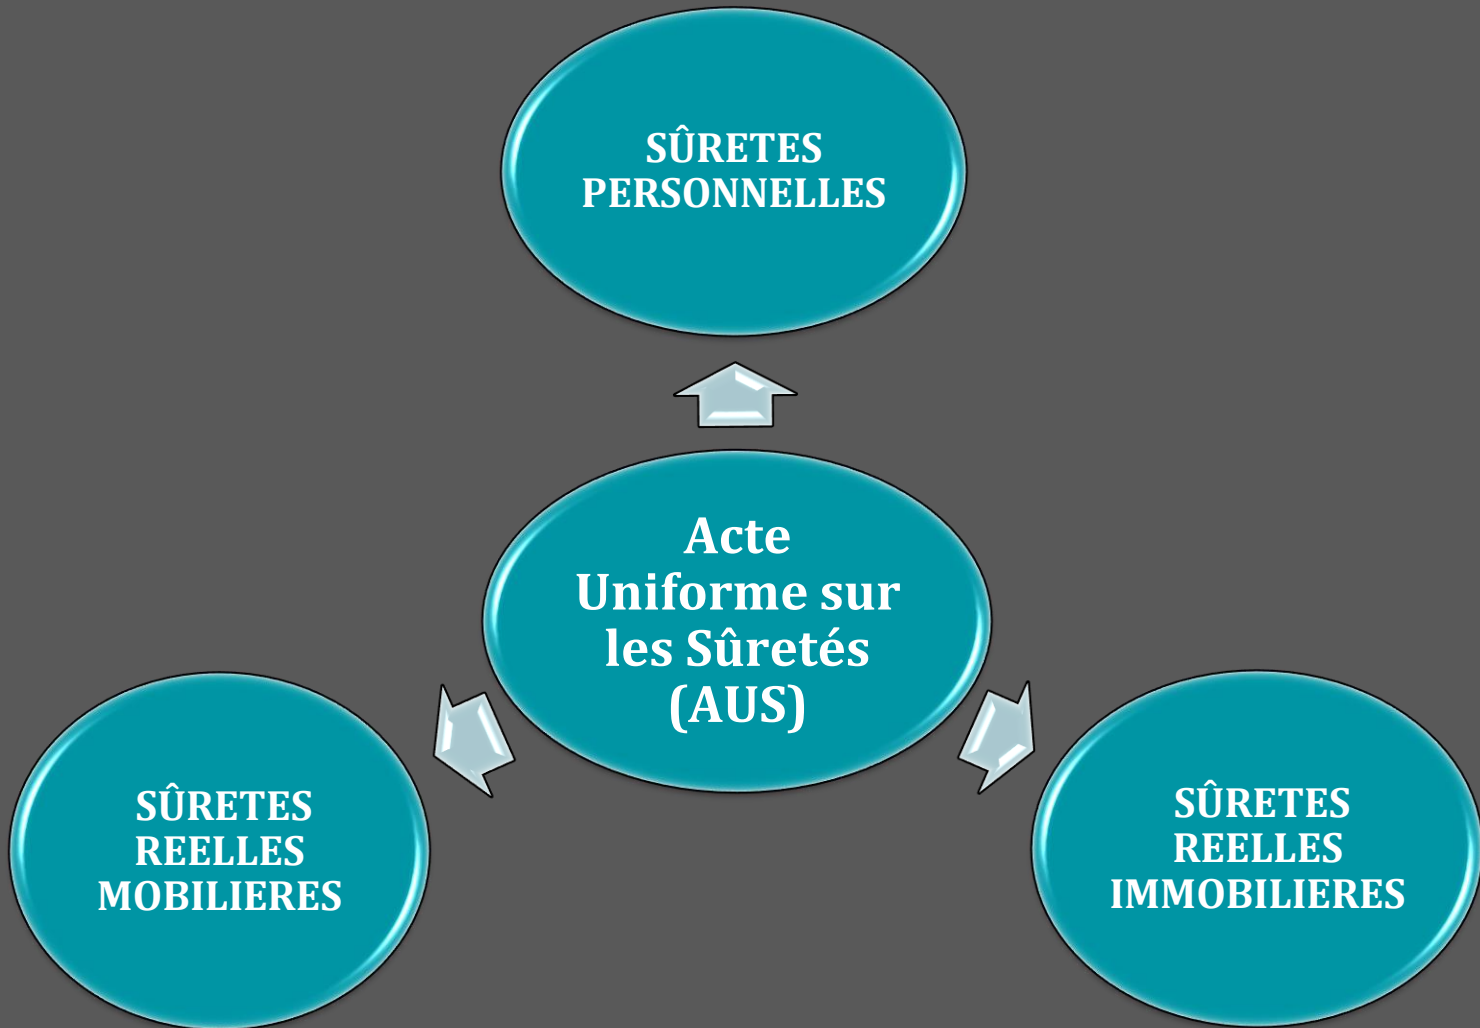 SÛRETES
PERSONNELLES
Acte
Uniforme sur
les Sûretés
(AUS)
SÛRETES
REELLES
MOBILIERES
SÛRETES
REELLES
IMMOBILIERES